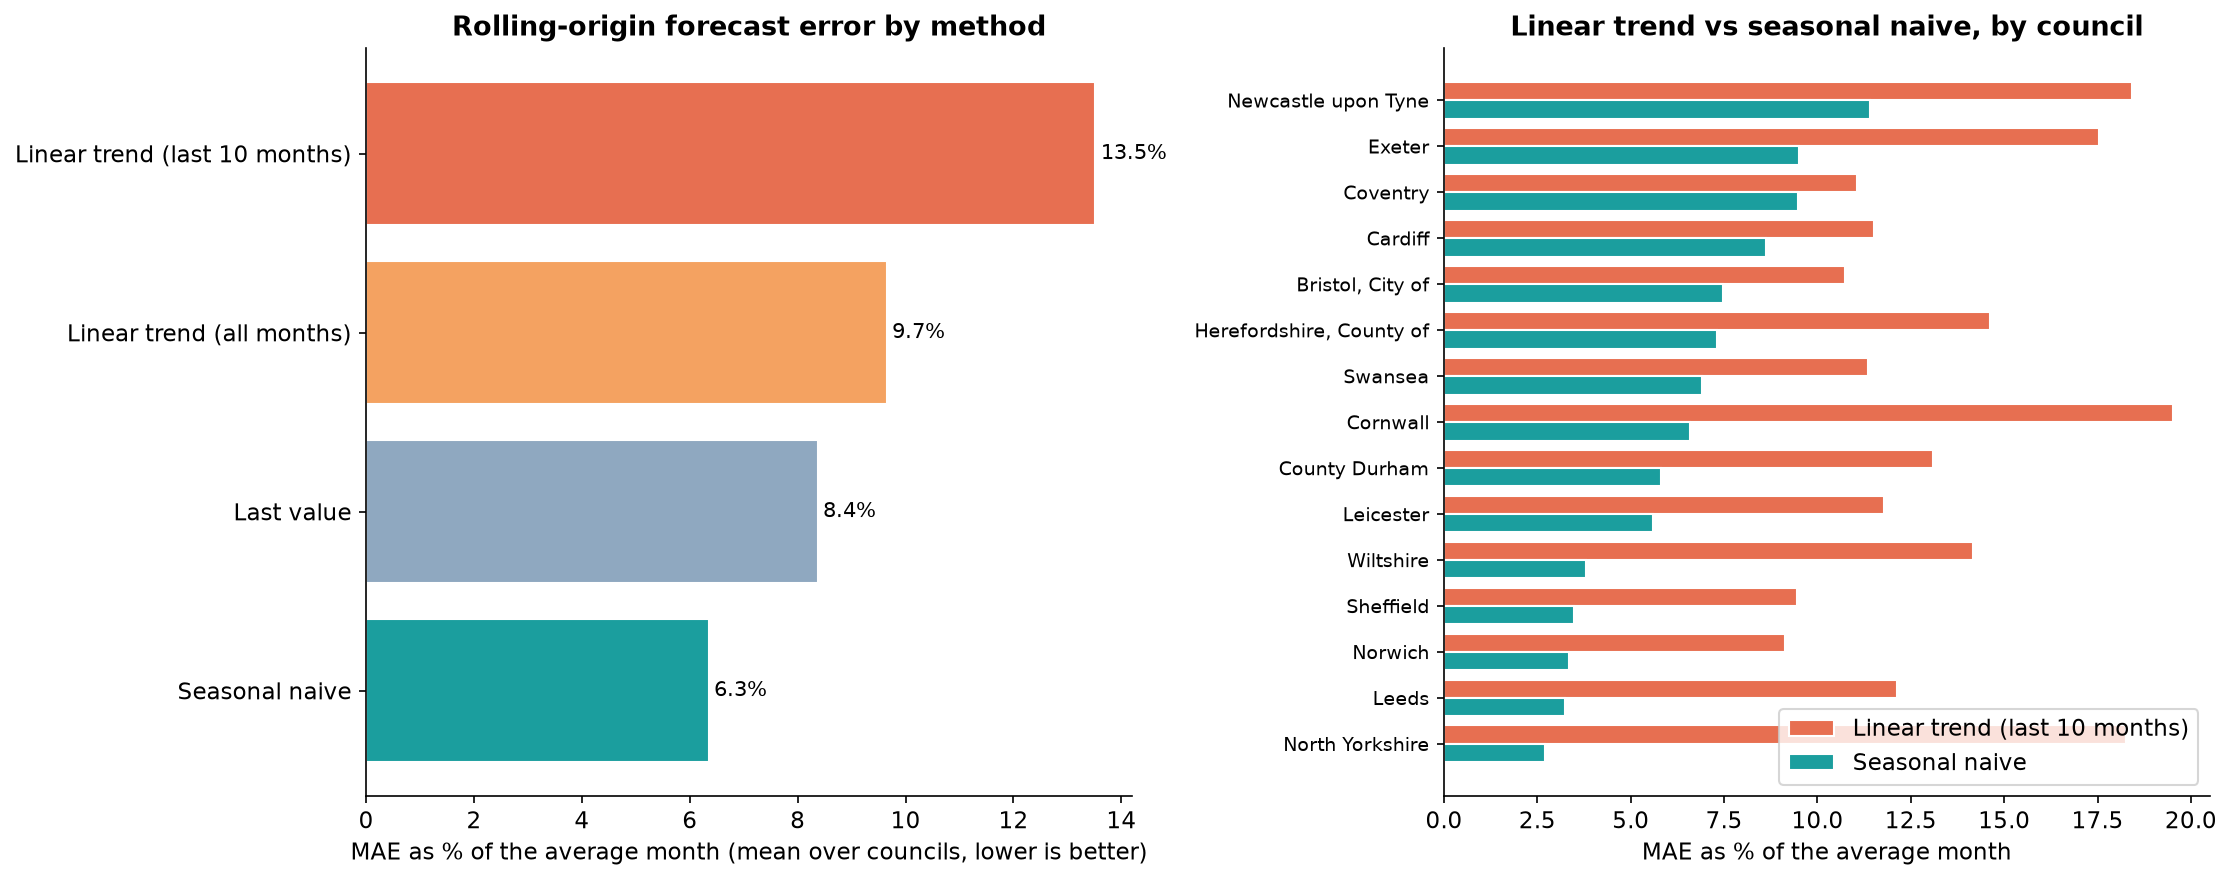 Rolling-origin forecast error by method
Linear trend (last 10 months)
13.5%
Linear trend (all months)
9.7%
Last value
8.4%
Seasonal naive
6.3%
0 2 4 6 8 10 12 14
MAE as % of the average month (mean over councils, lower is better)
Linear trend vs seasonal naive, by council
Newcastle upon Tyne
Exeter
Coventry
Cardiff
Bristol, City of
Herefordshire, County of
Swansea
Cornwall
County Durham
Leicester
Wiltshire
Sheffield
Norwich
Leeds
North Yorkshire
Linear trend (last 10 months)
Seasonal naive
0.0 2.5 5.0 7.5 10.0 12.5 15.0 17.5 20.0
MAE as % of the average month